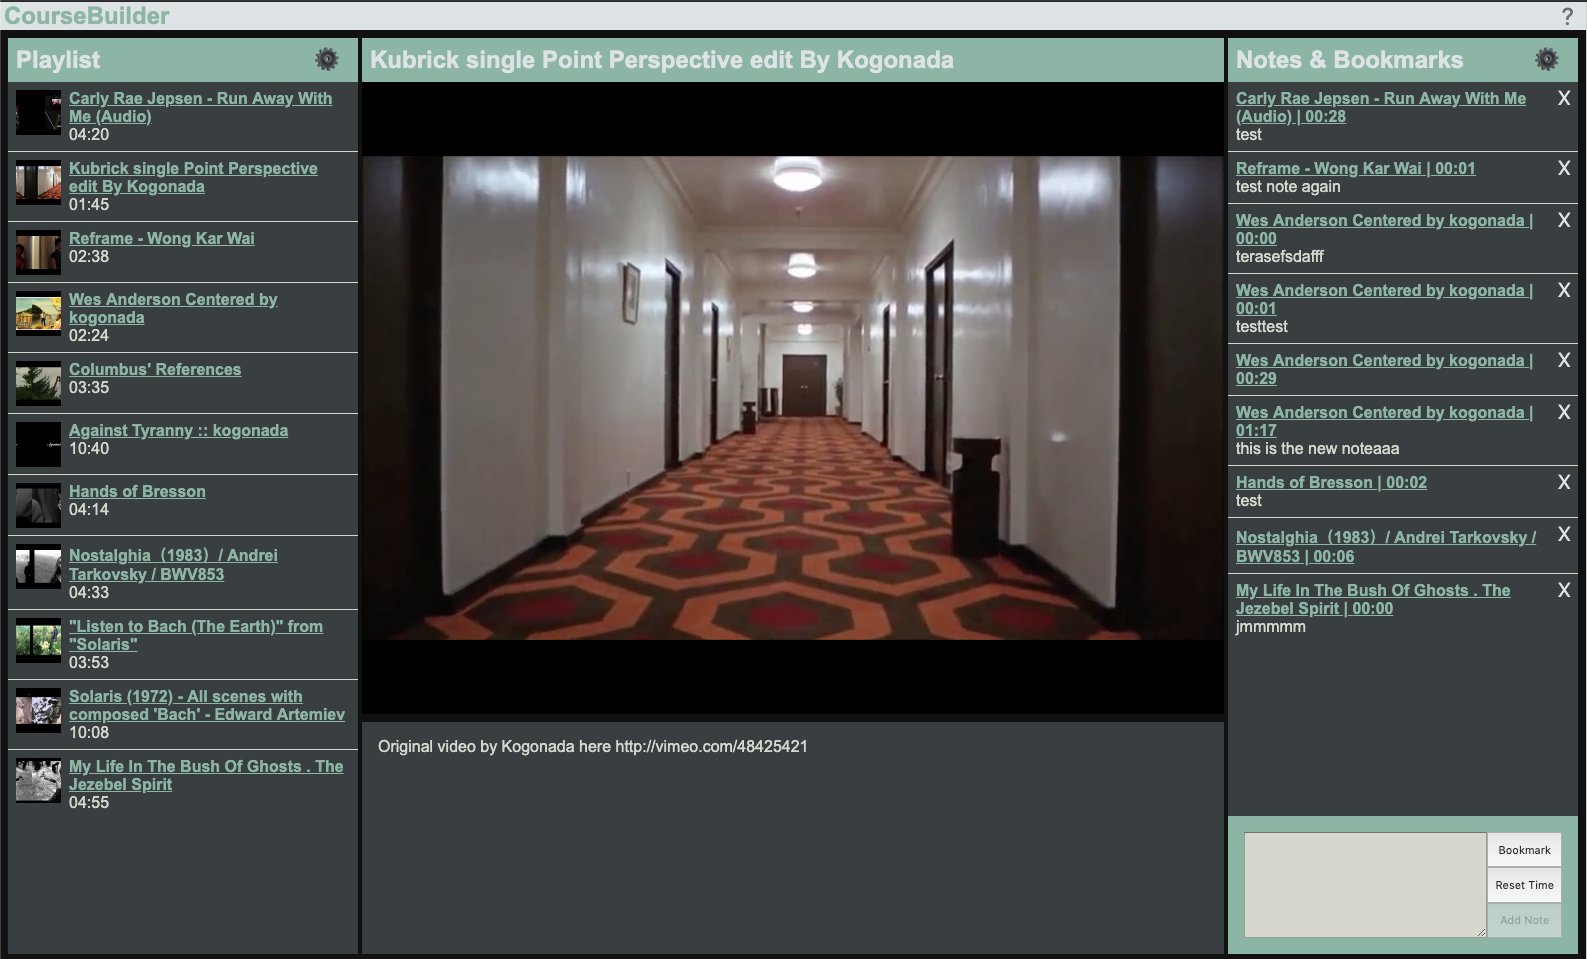 CourseBuilder
?
Playlist
Carly Rae Jepsen - Run Away With
Me (Audio)
04:20
Kubrick single Point Perspective
edit By Kogonada
01:45
Reframe - Wong Kar Wai
02:38
Wes Anderson Centered by
kogonada
02:24
Columbus' References
03:35
Against Tyranny :: kogonada
10:40
Hands of Bresson
04:14
Nostalghia（1983）/ Andrei
Tarkovsky / BWV853
04:33
"Listen to Bach (The Earth)" from
"Solaris"
03:53
Solaris (1972) - All scenes with
composed 'Bach' - Edward Artemiev
10:08
My Life In The Bush Of Ghosts . The
Jezebel Spirit
04:55
Kubrick single Point Perspective edit By Kogonada
Original video by Kogonada here http://vimeo.com/48425421
Notes & Bookmarks
Carly Rae Jepsen - Run Away With Me X
(Audio) | 00:28
test
Reframe - Wong Kar Wai | 00:01 X
test note again
Wes Anderson Centered by kogonada | X
00:00
terasefsdafff
Wes Anderson Centered by kogonada | X
00:01
testtest
Wes Anderson Centered by kogonada | X
00:29
Wes Anderson Centered by kogonada | X
01:17
this is the new noteaaa
Hands of Bresson | 00:02 X
test
Nostalghia（1983）/ Andrei Tarkovsky / X
BWV853 | 00:06
My Life In The Bush Of Ghosts . The X
Jezebel Spirit | 00:00
jmmmmm
Bookmark
Reset Time
Add Note